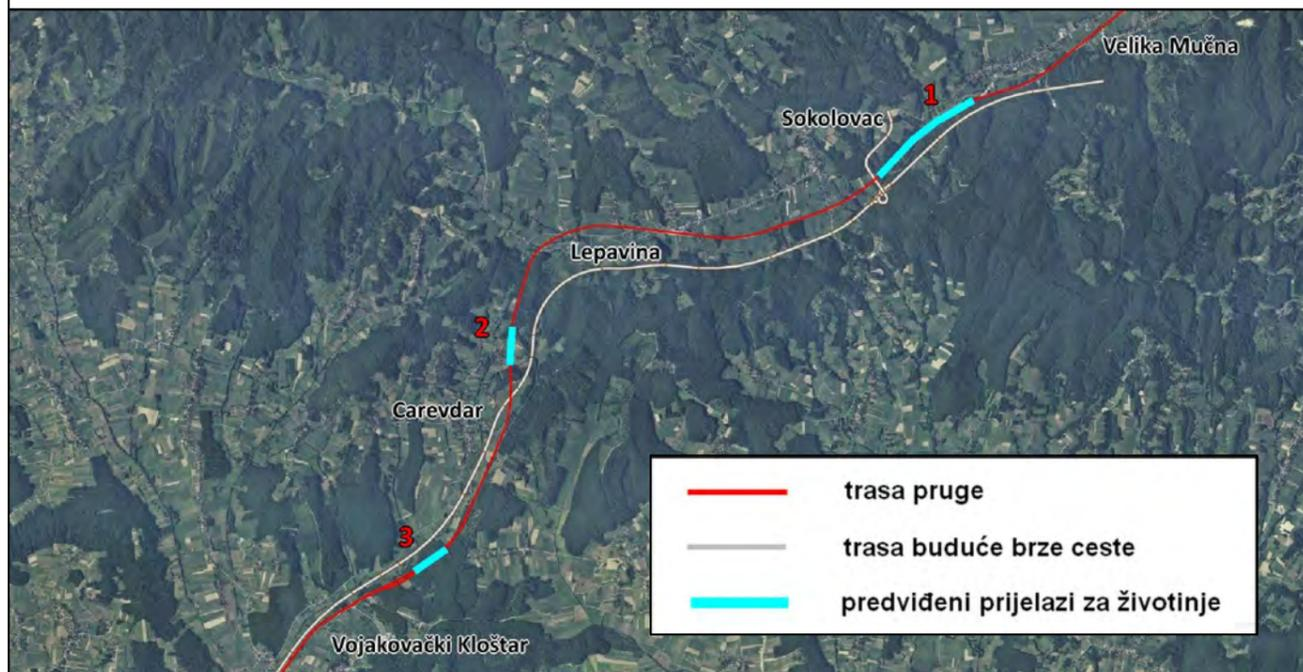 Velika Mučna
1
Sokolovac
Lepavina
2
Carevdar
3
Vojakovački Kloštar
trasa pruge
trasa buduće brze ceste
predviđeni prijelazi za životinje